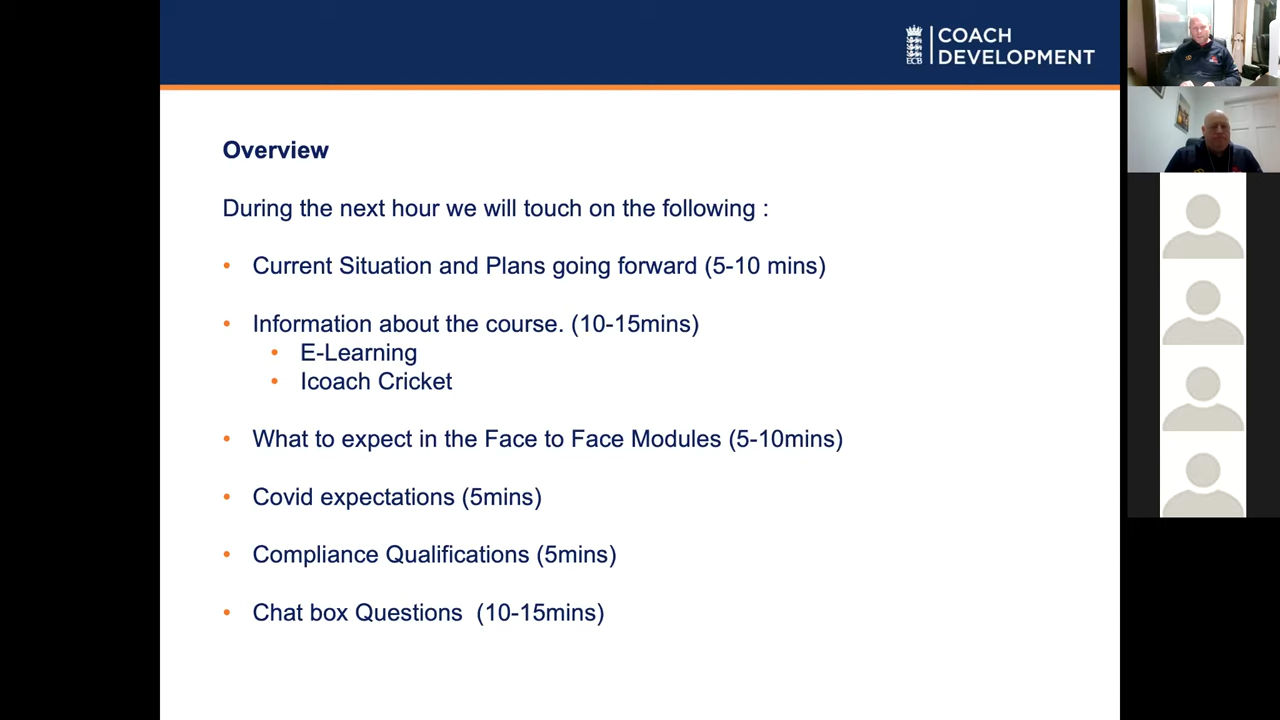 ECB
COACH
DEVELOPMENT
Overview
During the next hour we will touch on the following :
• Current Situation and Plans going forward (5-10 mins)
• Information about the course. (10-15mins)
• E-Learning
• Icoach Cricket
• What to expect in the Face to Face Modules (5-10mins)
• Covid expectations (5mins)
• Compliance Qualifications (5mins)
• Chat box Questions  (10-15mins)